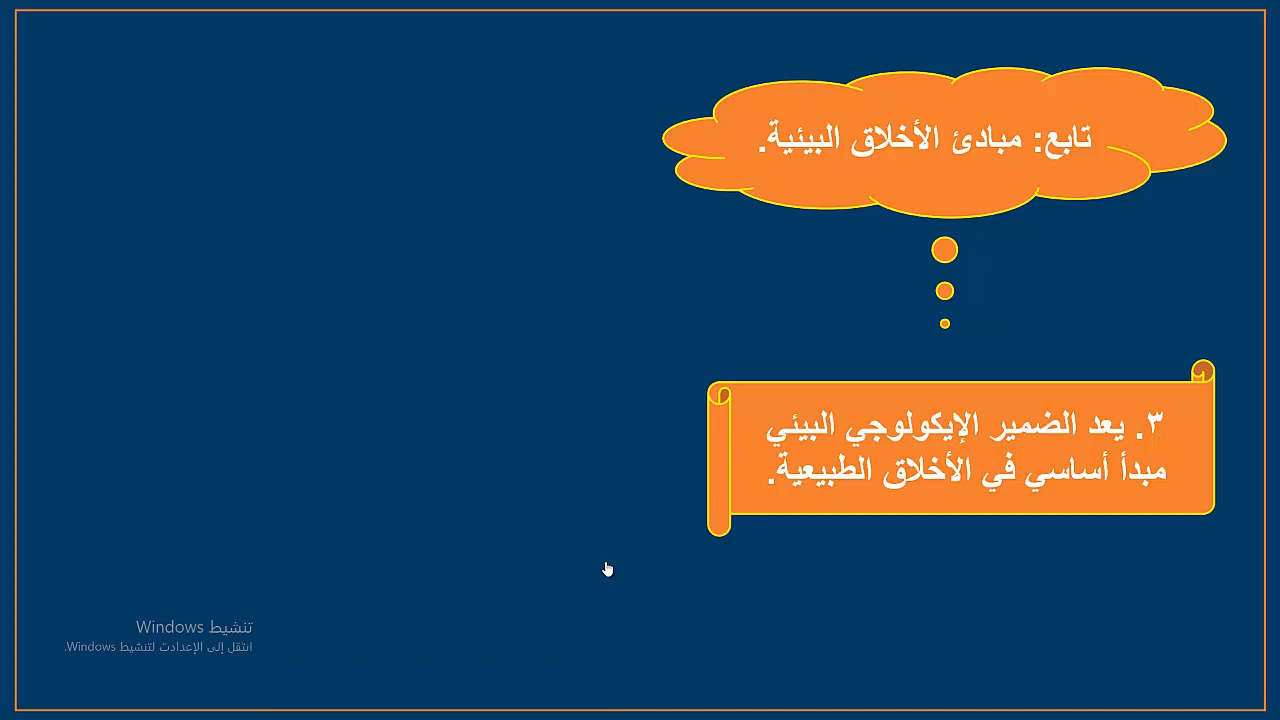 تابع: مبادئ الأخلاق البيئية.
٣. يعد الضمير الإيكولوجي البيئي
مبدأ أساسي في الأخلاق الطبيعية.
تنشيط Windows
انتقل إلى الإعدادت لتنشيط Windows.